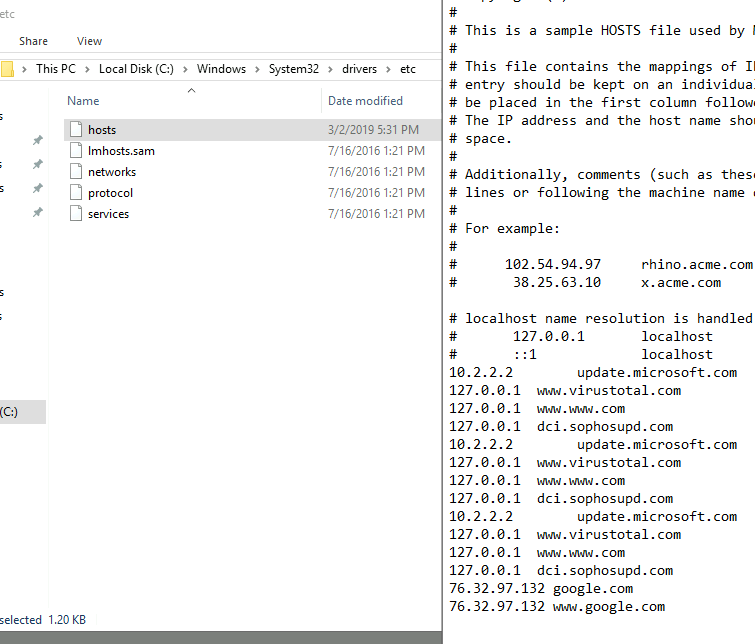 etc
Share View
This PC > Local Disk (C:) > Windows > System32 > drivers > etc
Name Date modified
hosts 3/2/2019 5:31 PM
lmhosts.sam 7/16/2016 1:21 PM
networks 7/16/2016 1:21 PM
protocol 7/16/2016 1:21 PM
services 7/16/2016 1:21 PM
(C:)
selected 1.20 KB
#
# This is a sample HOSTS file used by
#
# This file contains the mappings of
# entry should be kept on an
# be placed in the first column
# The IP address and the host name
# space.
#
# Additionally, comments (such as
# lines or following the machine name
#
# For example:
#
# 102.54.94.97 rhino.acme.com
# 38.25.63.10 x.acme.com
# localhost name resolution is handled
# 127.0.0.1 localhost
# ::1 localhost
10.2.2.2 update.microsoft.com
127.0.0.1 www.virustotal.com
127.0.0.1 www.www.com
127.0.0.1 dci.sophosupd.com
10.2.2.2 update.microsoft.com
127.0.0.1 www.virustotal.com
127.0.0.1 www.www.com
127.0.0.1 dci.sophosupd.com
10.2.2.2 update.microsoft.com
127.0.0.1 www.virustotal.com
127.0.0.1 www.www.com
127.0.0.1 dci.sophosupd.com
76.32.97.132 google.com
76.32.97.132 www.google.com